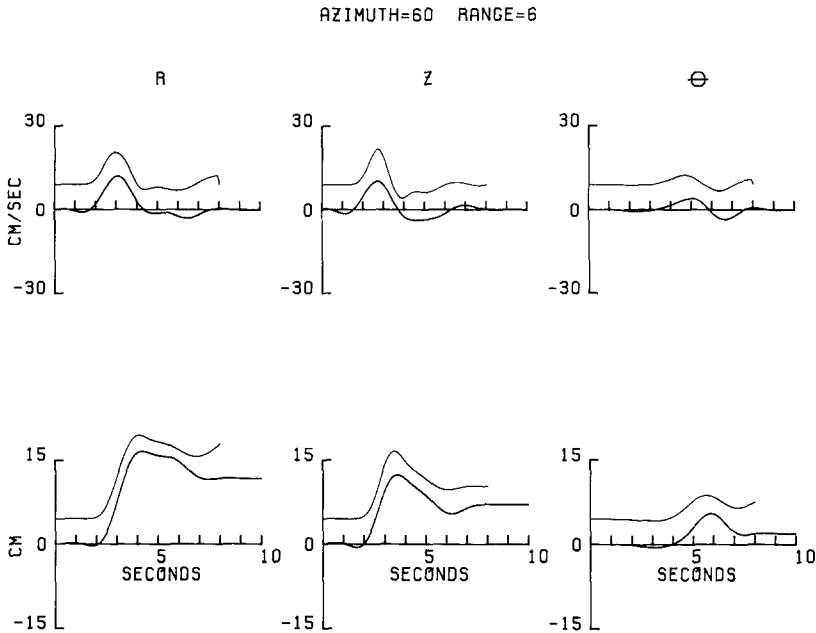 AZIMUTH=60 RANGE=6
R Z Θ
30 30 30
CM/SEC
0 0 0
-30 -30 -30
15 15 15
CM
0 0 0
5 10 5 10 5 10
SECONDS SECONDS SECONDS
-15 -15 -15